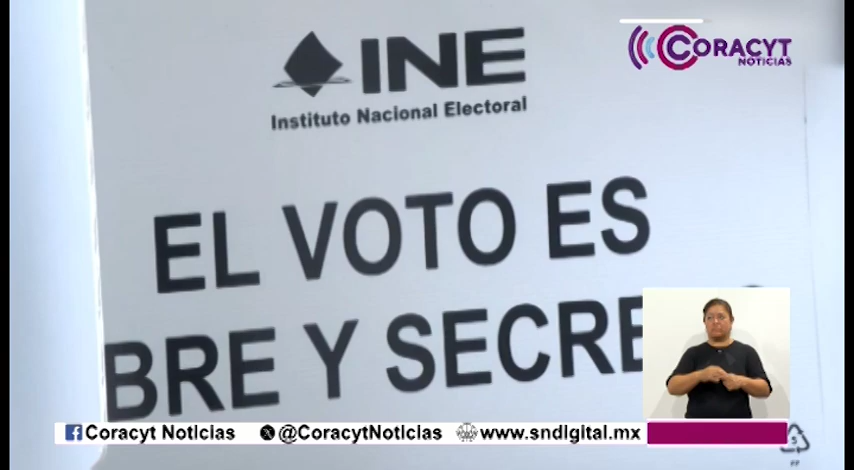 INE
Instituto Nacional Electoral
CORACYT
NOTICIAS
EL VOTO ES
BRE Y SECRE
Coracyt Noticias
@CoracytNoticias
www.sndigital.mx